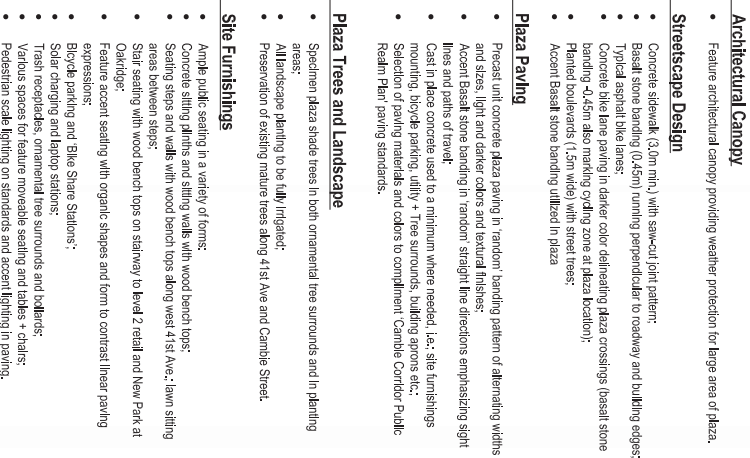 Architectural Canopy
• Feature architectural canopy providing weather protection for large area of plaza.
Streetscape Design
• Concrete sidewalk (3.0m min.) with saw-cut joint pattern;
• Basalt stone banding (0.45m) running perpendicular to roadway and building edges;
• Typical asphalt bike lanes;
• Concrete bike lane paving in darker color delineating plaza crossings (basalt stone
banding -0.45m also marking cycling zone at plaza location);
• Planted boulevards (1.5m wide) with street trees;
• Accent Basalt stone banding utilized in plaza
Plaza Paving
• Precast unit concrete plaza paving in 'random' banding pattern of alternating widths
and sizes, light and darker colors and textural finishes;
• Accent Basalt stone banding in 'random' straight line directions emphasizing sight
lines and paths of travel;
• Cast in place concrete used to a minimum where needed, i.e.: site furnishings
mounting, bicycle parking, utility + Tree surrounds, building aprons etc.;
• Selection of paving materials and colors to compliment 'Cambie Corridor Public
Realm Plan' paving standards.
Plaza Trees and Landscape
• Specimen plaza shade trees in both ornamental tree surrounds and in planting
areas;
• All landscape planting to be fully irrigated;
• Preservation of existing mature trees along 41st Ave and Cambie Street.
Site Furnishings
• Ample public seating in a variety of forms:
• Concrete sitting plinths and sitting walls with wood bench tops;
• Seating steps and walls with wood bench tops along west 41st Ave.: lawn sitting
areas between steps;
• Stair seating with wood bench tops on stairway to level 2 retail and New Park at
Oakridge;
• Feature accent seating with organic shapes and form to contrast linear paving
expressions;
• Bicycle parking and 'Bike Share Stations';
• Solar charging and laptop stations;
• Trash receptacles, ornamental tree surrounds and bollards;
• Various spaces for feature moveable seating and tables + chairs;
• Pedestrian scale lighting on standards and accent lighting in paving.